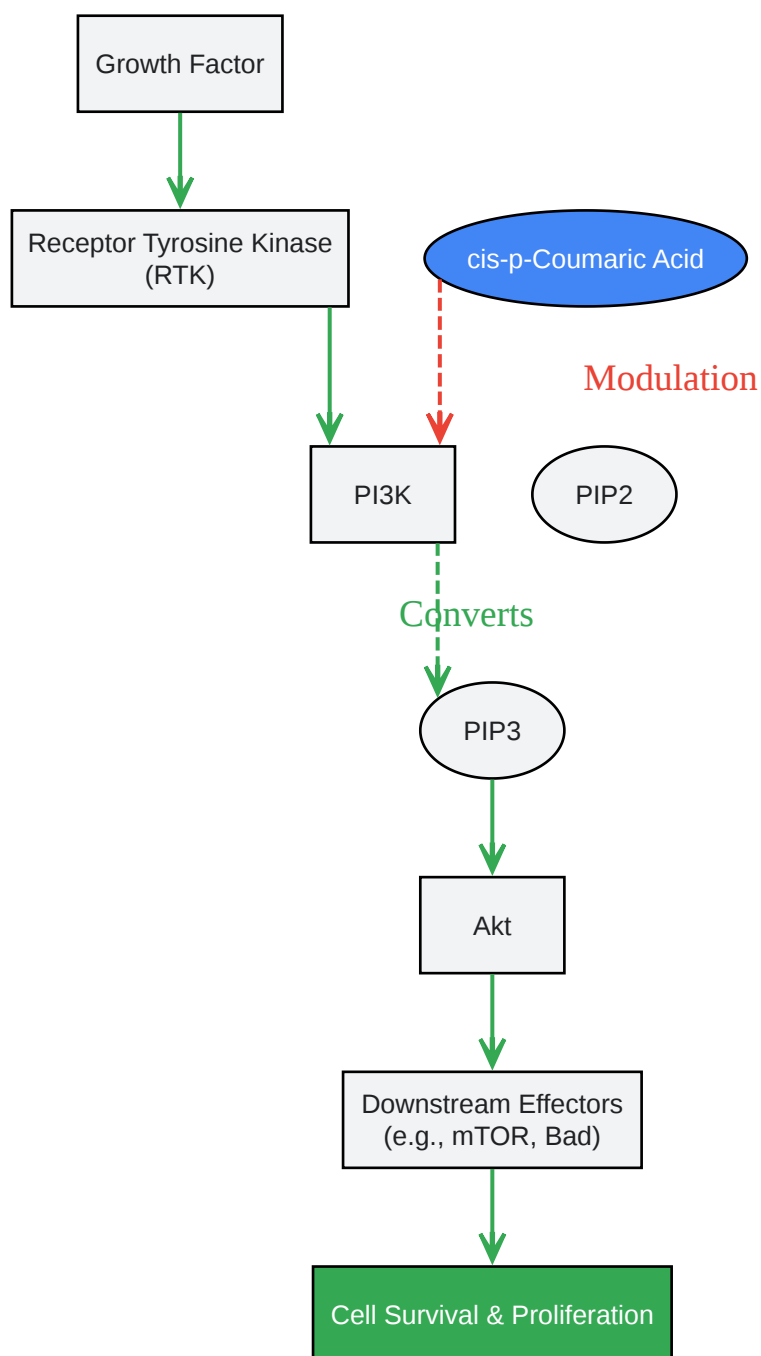 Growth Factor
Receptor Tyrosine Kinase
(RTK)
cis-p-Coumaric Acid
Modulation
PI3K
PIP2
Converts
PIP3
Akt
Downstream Effectors
(e.g., mTOR, Bad)
Cell Survival & Proliferation